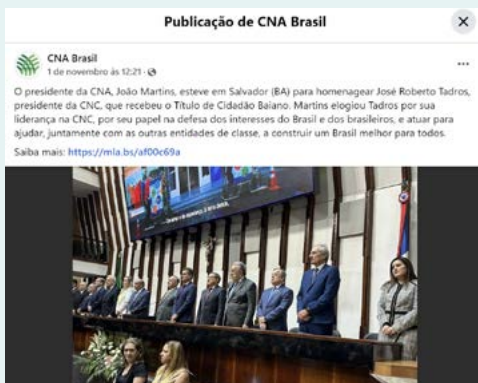 Publicação de CNA Brasil
CNA Brasil
1 de novembro às 12:21 ·
O presidente da CNA, João Martins, esteve em Salvador (BA) para homenagear José Roberto Tadros,
presidente da CNC, que recebeu o Título de Cidadão Baiano. Martins elogiou Tadros por sua
liderança na CNC, por seu papel na defesa dos interesses do Brasil e dos brasileiros, e atuar para
ajudar, juntamente com as outras entidades de classe, a construir um Brasil melhor para todos.
Saiba mais: https://mla.bs/af00c69a